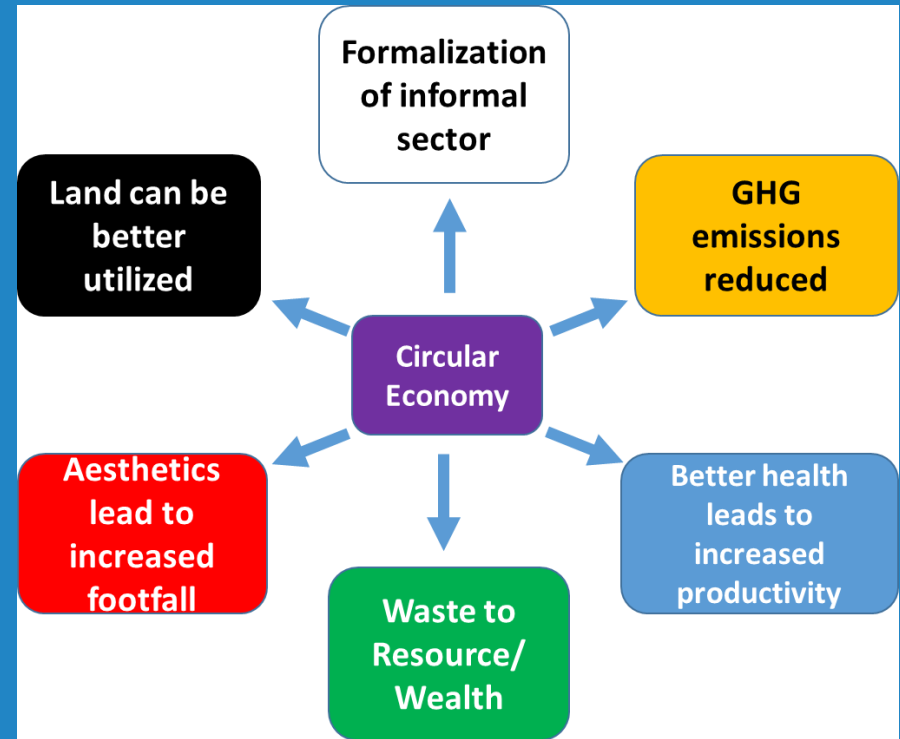 Formalization
of informal
sector
Land can be
better
utilized
GHG
emissions
reduced
Circular
Economy
Aesthetics
lead to
increased
footfall
Better health
leads to
increased
productivity
Waste to
Resource/
Wealth